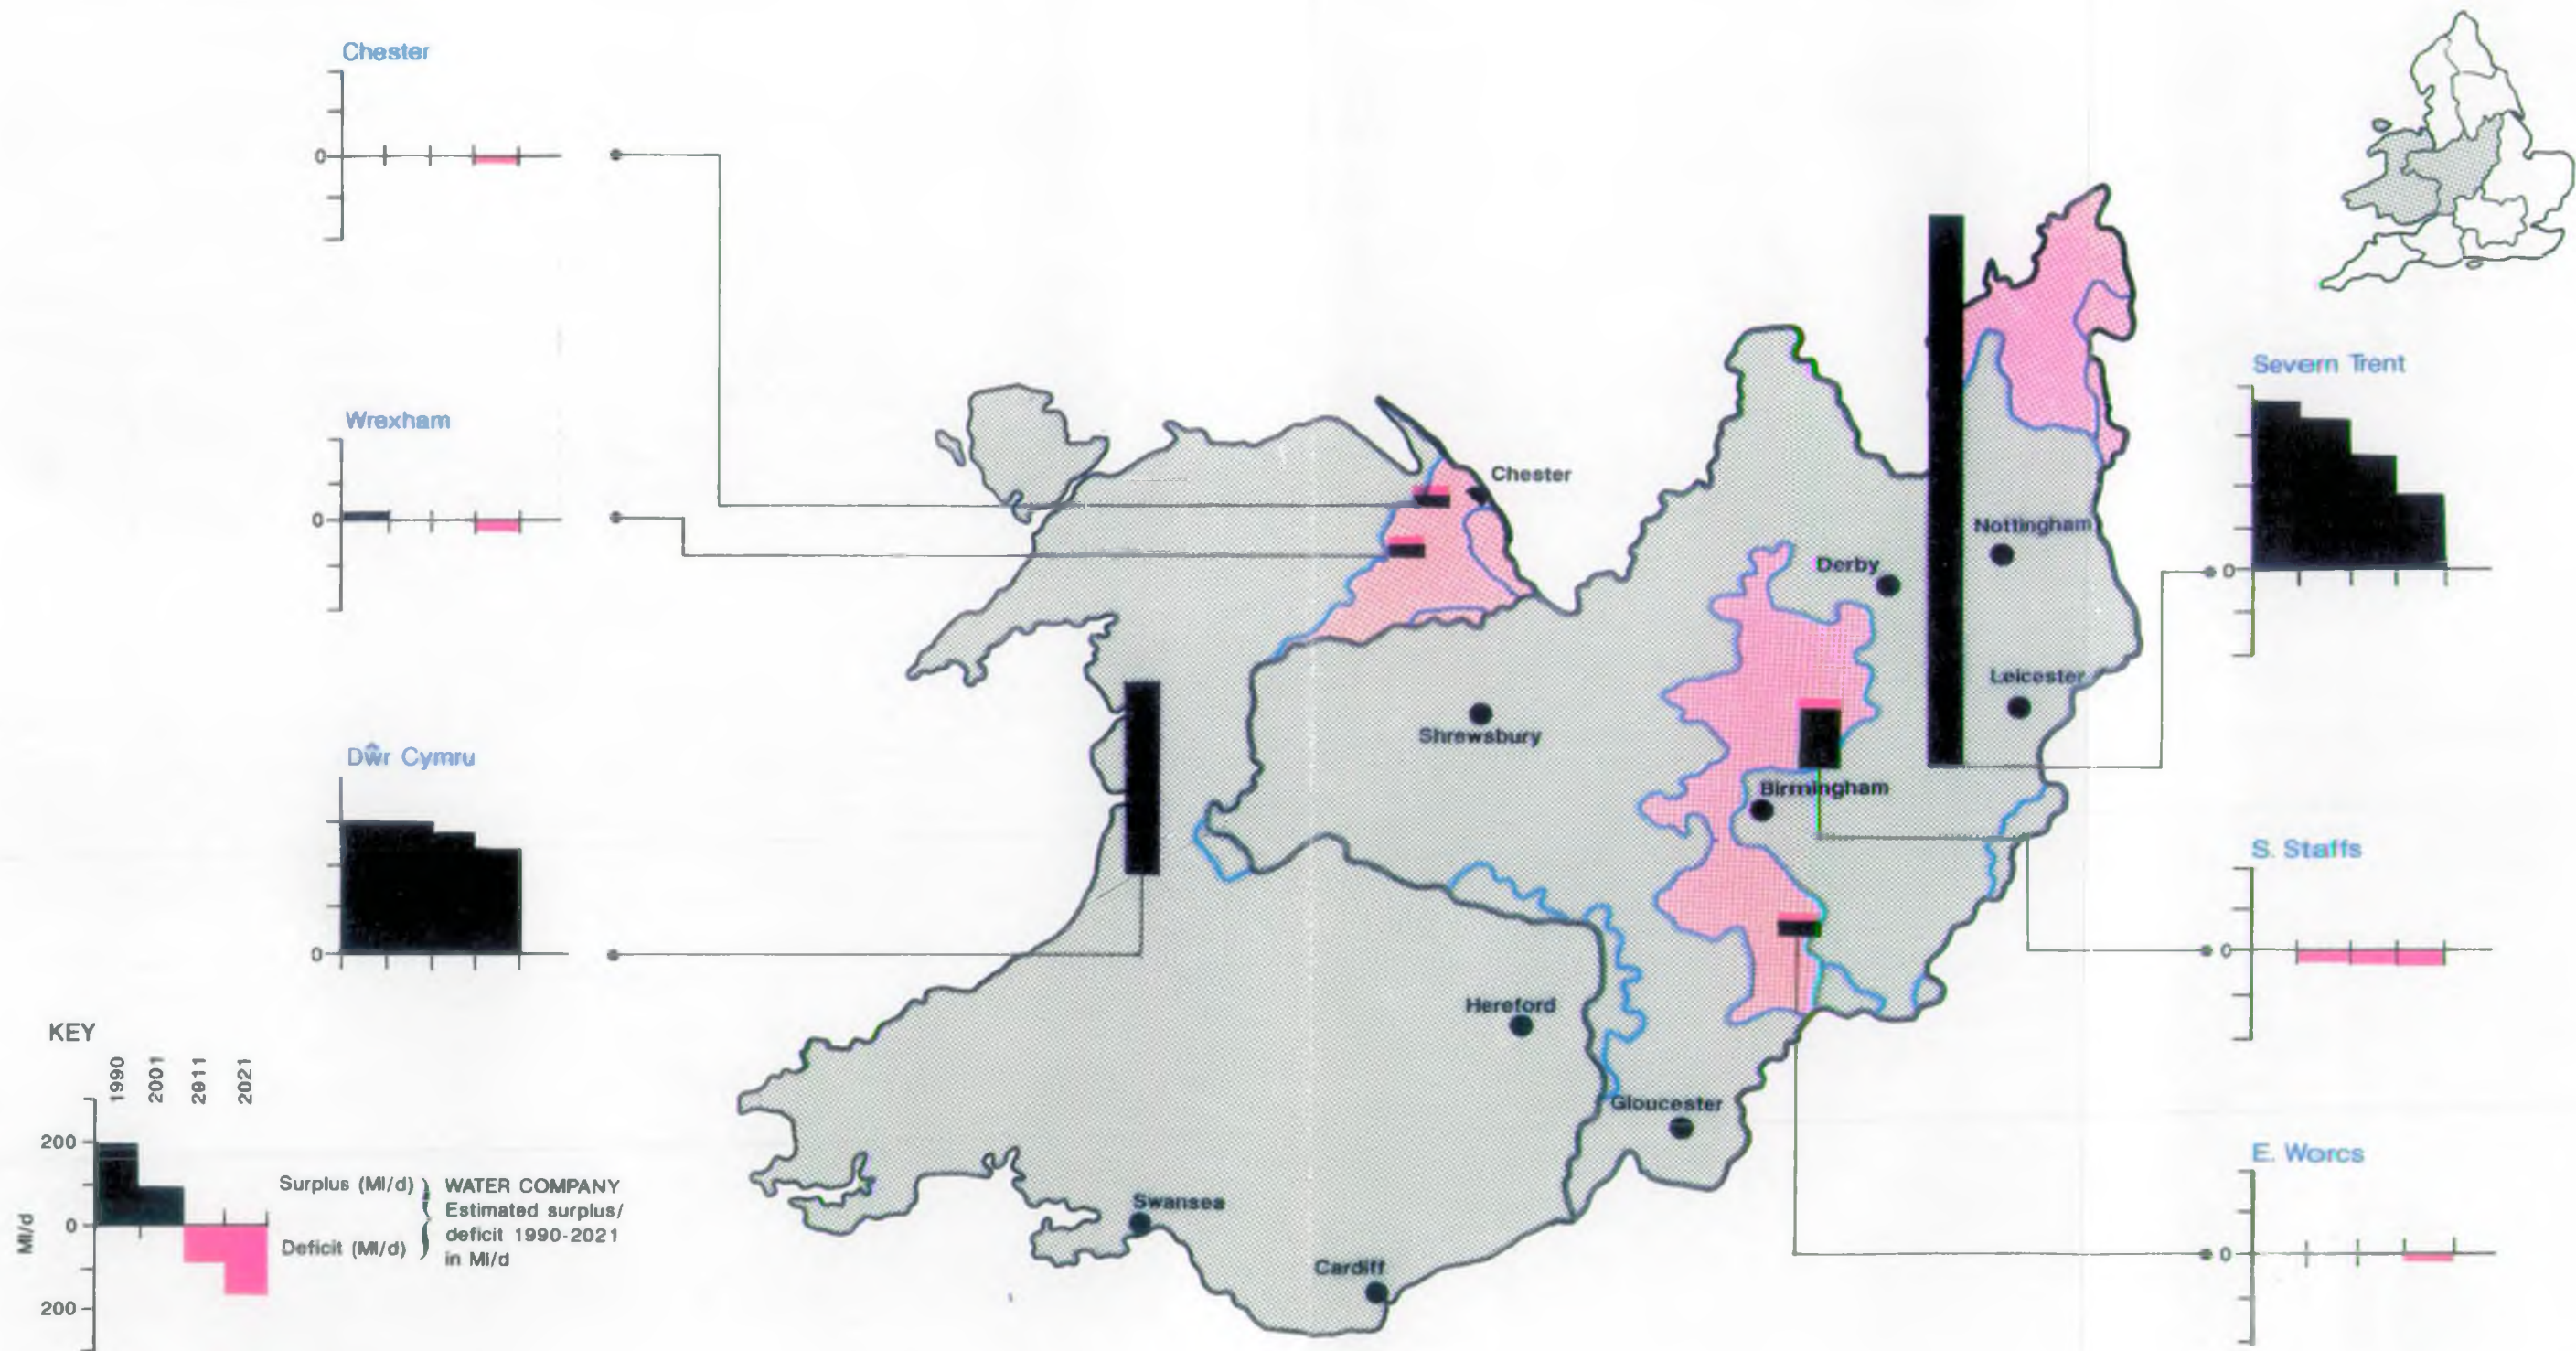 Chester
0
Wrexham
0
Dŵr Cymru
0
KEY
1990
2001
2011
2021
200
0
200
Ml/d
Surplus (Ml/d)
Deficit (Ml/d)
WATER COMPANY
Estimated surplus/
deficit 1990-2021
in Ml/d
Chester
Nottingham
Derby
Leicester
Shrewsbury
Birmingham
Hereford
Gloucester
Swansea
Cardiff
Severn Trent
0
S. Staffs
0
E. Worcs
0